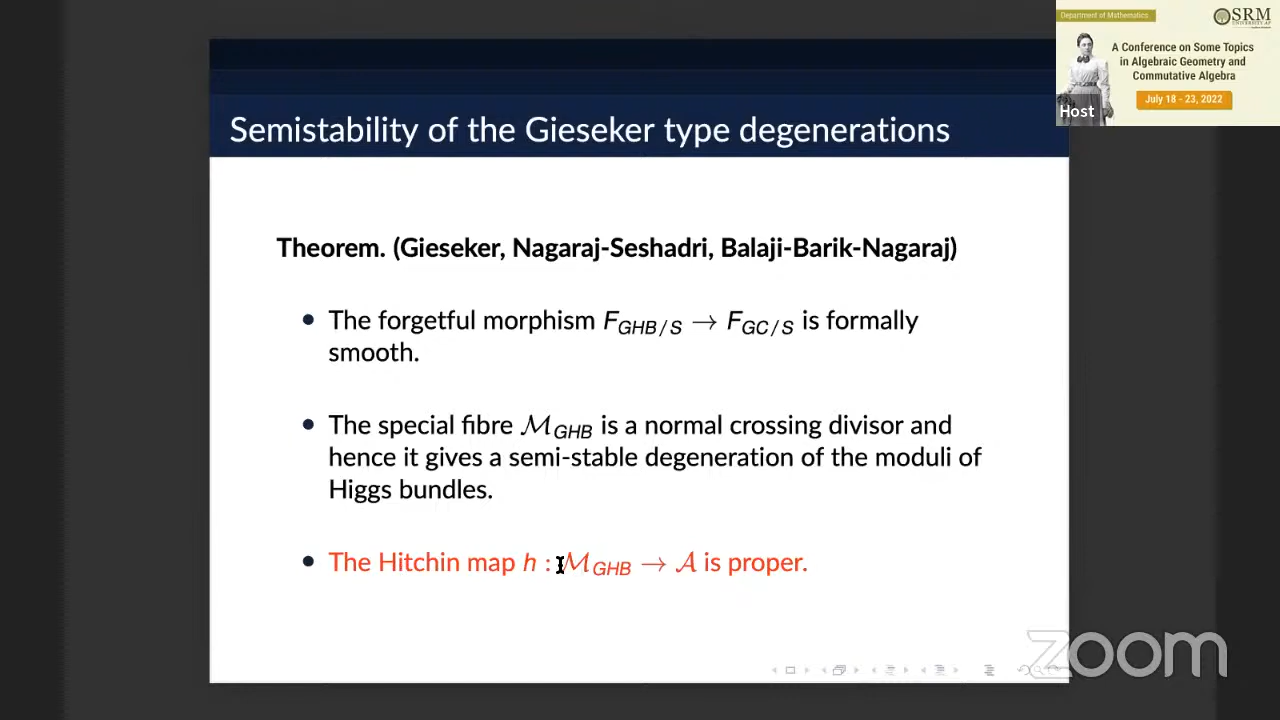 Department of Mathematics
SRM
UNIVERSITY AP
A Conference on Some Topics
in Algebraic Geometry and
Commutative Algebra
July 18 - 23, 2022
Host
Semistability of the Gieseker type degenerations
Theorem. (Gieseker, Nagaraj-Seshadri, Balaji-Barik-Nagaraj)
• The forgetful morphism F_{GHB/S} → F_{GC/S} is formally
smooth.
• The special fibre ℳ_{GHB} is a normal crossing divisor and
hence it gives a semi-stable degeneration of the moduli of
Higgs bundles.
• The Hitchin map h : ℳ_{GHB} → 𝒜 is proper.
zoom